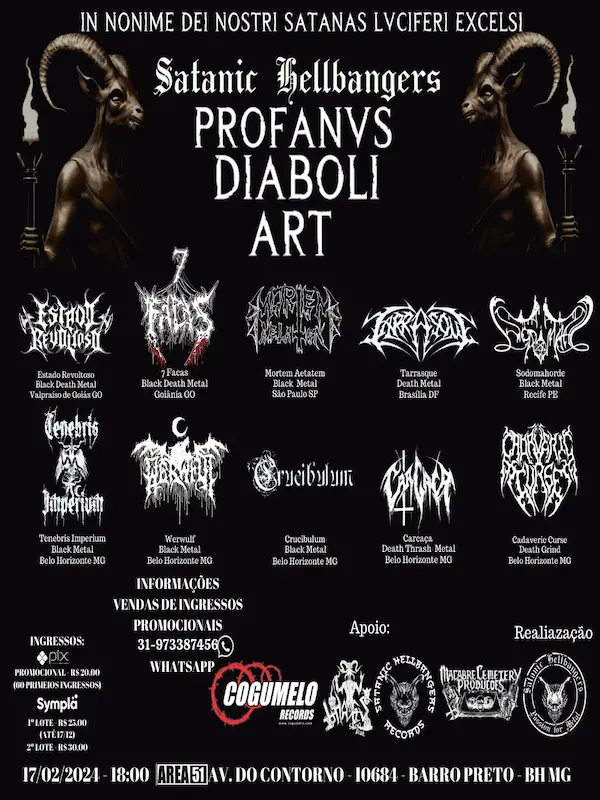 IN NONIME DEI NOSTRI SATANAS LVCIFERI EXCELSI
Satanic Hellbangers
PROFANVS
DIABOLI
ART
Estado Revoltoso
Black Death Metal
Valpraíso de Goiás GO
7 Facas
Black Death Metal
Goiânia GO
Mortem Aetatem
Black Metal
São Paulo SP
Tarrasque
Death Metal
Brasília DF
Sodomahorde
Black Metal
Recife PE
Tenebris
Imperium
Tenebris Imperium
Black Metal
Belo Horizonte MG
Werwulf
Black Metal
Belo Horizonte MG
Crucibulum
Crucibulum
Black Metal
Belo Horizonte MG
Carcaça
Carcaça
Death Thrash Metal
Belo Horizonte MG
Cadaveric Curse
Death Grind
Belo Horizonte MG
INFORMAÇÕES
VENDAS DE INGRESSOS
PROMOCIONAIS
31-973387456
WHATSAPP
INGRESSOS:
pix
PROMOCIONAL - R$ 20.00
(60 PRIMEIOS INGRESSOS)
Sympla
1º LOTE - R$ 25.00
(ATÉ 17/12)
2º LOTE - R$ 30.00
Apoio:
COGUMELO
RECORDS
www.cogumelo.com
SATANIC HELLBANGERS
RECORDS
MACABRE CEMETERY
PRODUÇÕES
Realiazação
Satanic Hellbangers
17/02/2024 - 18:00 AREA 51 AV. DO CONTORNO - 10684 - BARRO PRETO - BH MG